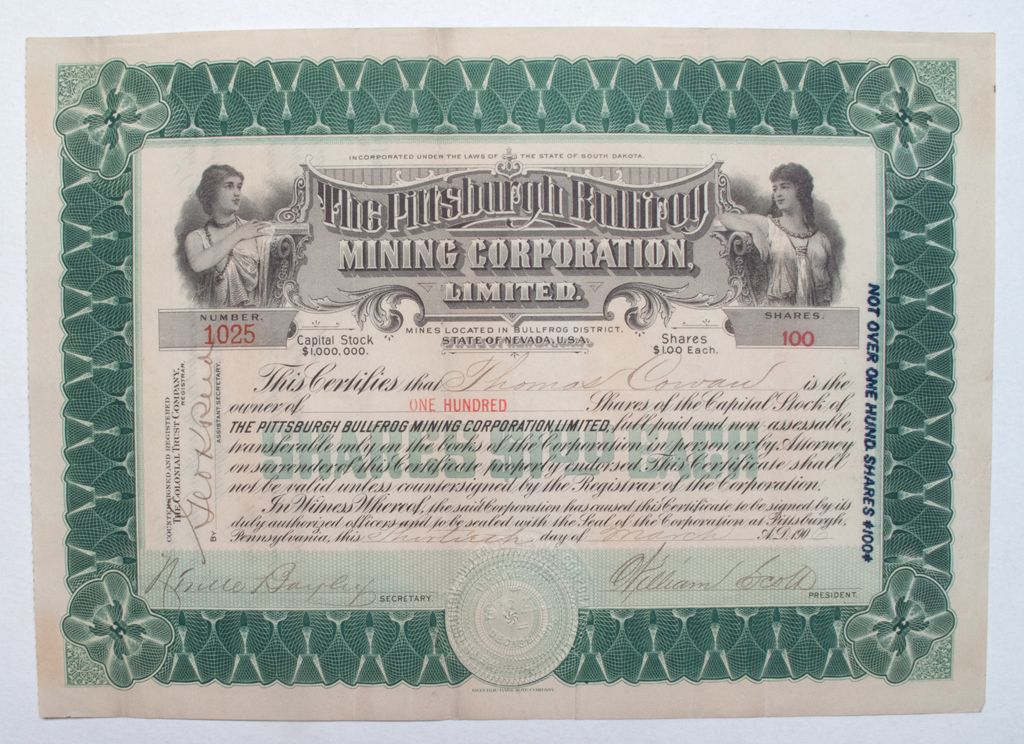 INCORPORATED UNDER THE LAWS OF THE STATE OF SOUTH DAKOTA.
The Pittsburgh Bullfrog
MINING CORPORATION,
LIMITED.
NUMBER.
1025
SHARES.
100
Capital Stock
$1,000,000.
MINES LOCATED IN BULLFROG DISTRICT,
STATE OF NEVADA, U.S.A.
Shares
$1.00 Each.
This Certifies that Thomas Cowan is the
owner of ONE HUNDRED Shares of the Capital Stock of
THE PITTSBURGH BULLFROG MINING CORPORATION, LIMITED, full paid and non-assessable,
transferable only on the books of the Corporation in person or by Attorney
on surrender of this Certificate properly endorsed. This Certificate shall
not be valid unless countersigned by the Registrar of the Corporation.
In Witness Whereof, the said Corporation has caused this Certificate to be signed by its
duly authorized officers and to be sealed with the Seal of the Corporation at Pittsburgh,
Pennsylvania, this Thirtieth day of March A.D. 190
SHARES $1.00 EACH
COUNTERSIGNED AND REGISTERED
THE COLONIAL TRUST COMPANY,
REGISTRAR
BY
ASSISTANT SECRETARY.
NOT OVER ONE HUND. SHARES #100#
SECRETARY.
William Scott
PRESIDENT.